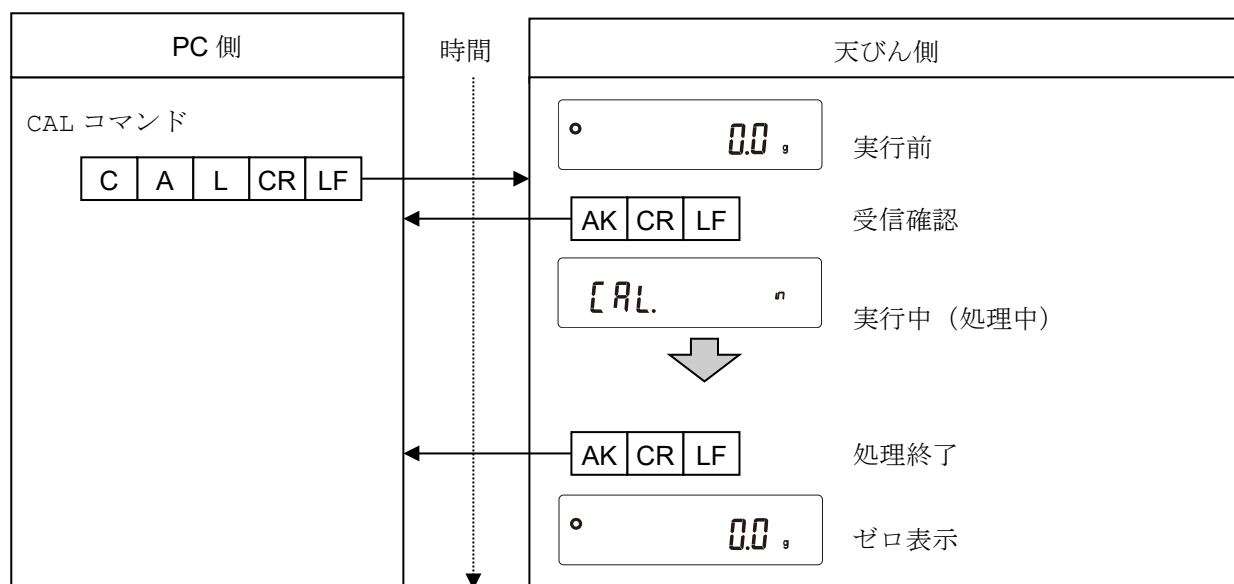 PC 側
時間
天びん側
CAL コマンド
0.0 g
実行前
C A L CR LF
AK CR LF
受信確認
CAL. in
実行中（処理中）
AK CR LF
処理終了
0.0 g
ゼロ表示